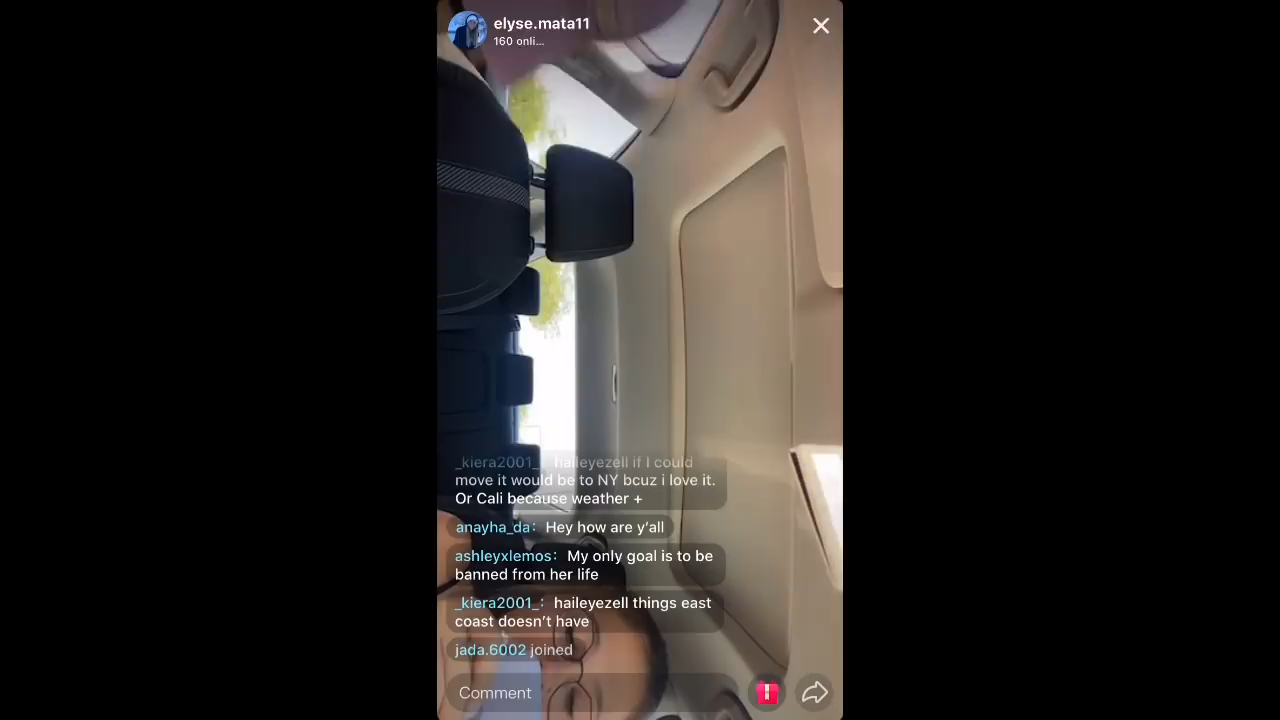 elyse.mata11
160 onli...
_kiera2001_: haileyezell if I could
move it would be to NY bcuz i love it.
Or Cali because weather +
anayha_da: Hey how are y'all
ashleyxlemos: My only goal is to be
banned from her life
_kiera2001_: haileyezell things east
coast doesn't have
jada.6002 joined
Comment